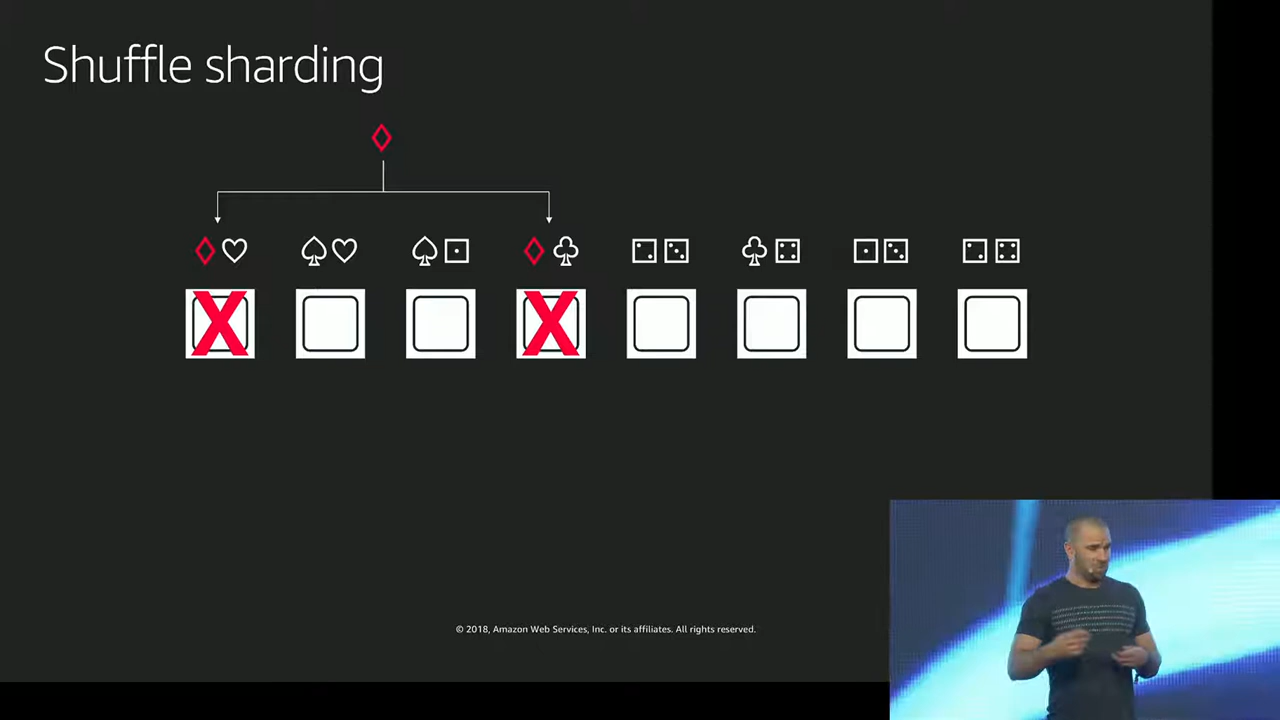 Shuffle sharding
X X
© 2018, Amazon Web Services, Inc. or its affiliates. All rights reserved.